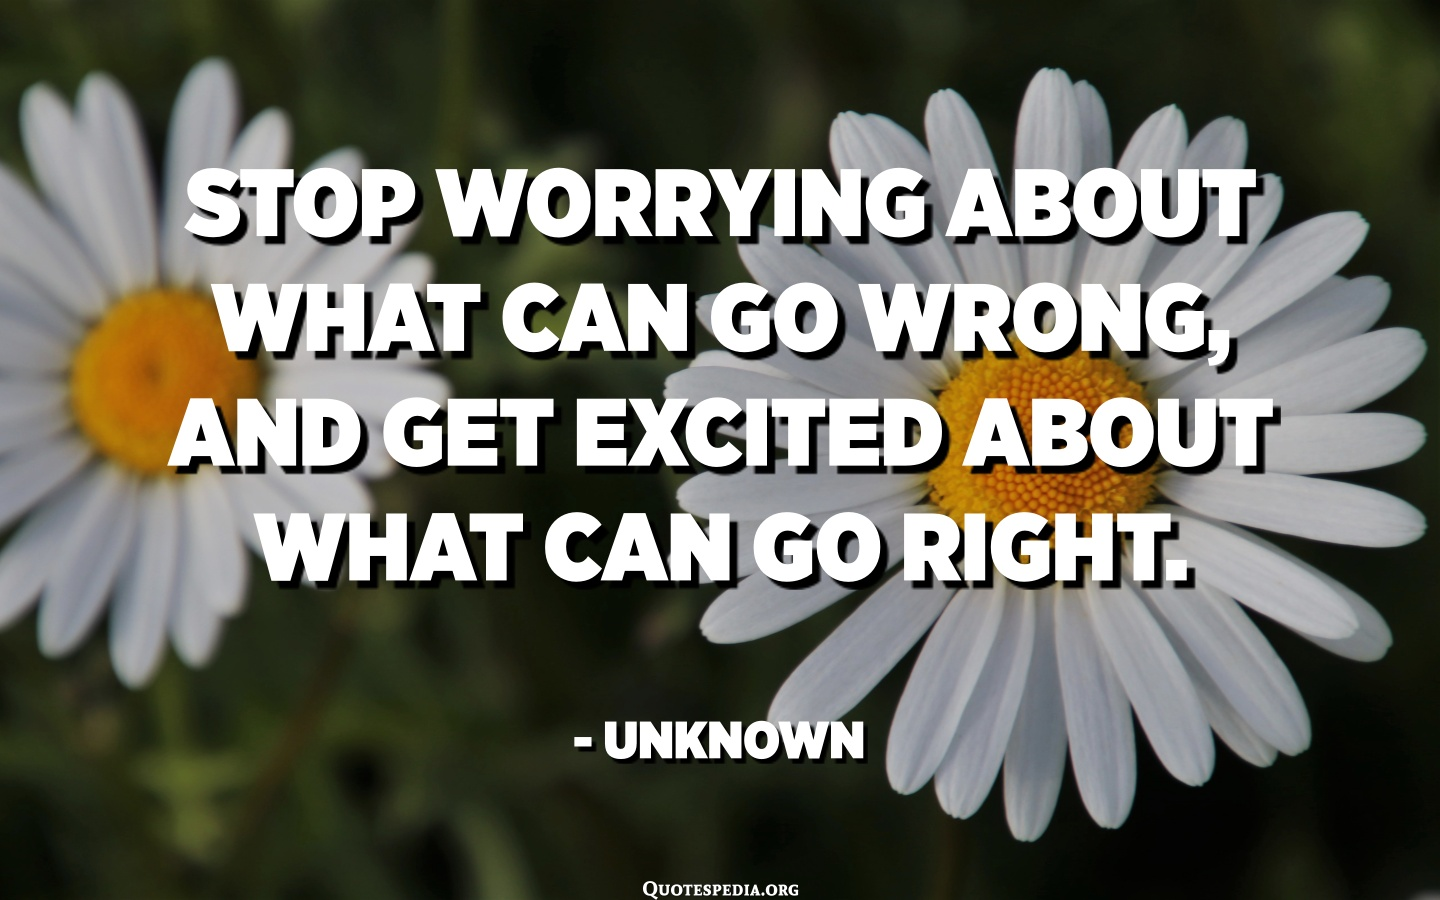 STOP WORRYING ABOUT
WHAT CAN GO WRONG,
AND GET EXCITED ABOUT
WHAT CAN GO RIGHT.
- UNKNOWN
QUOTESPEDIA.ORG